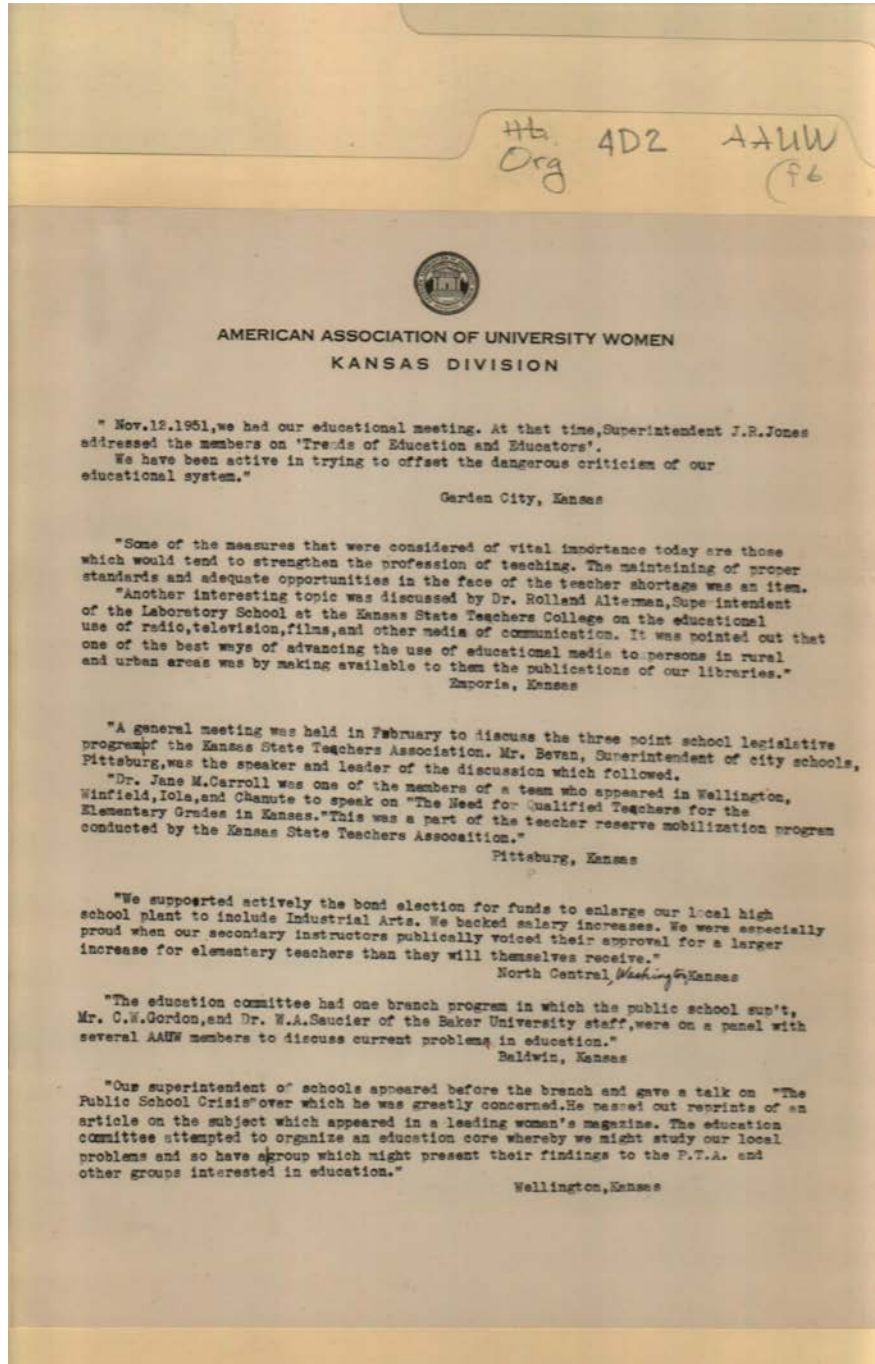 Hb. 4D2 AAUW
Org (f6
AMERICAN ASSOCIATION OF UNIVERSITY WOMEN
KANSAS DIVISION
" Nov.12.1951,we had our educational meeting. At that time,Superintendent J.R.Jones
addressed the members on 'Trends of Education and Educators'.
We have been active in trying to offset the dangerous criticism of our
educational system."
Garden City, Kansas
"Some of the measures that were considered of vital importance today are those
which would tend to strengthen the profession of teaching. The maintaining of proper
standards and adequate opportunities in the face of the teacher shortage was an item.
"Another interesting topic was discussed by Dr. Rolland Alterman,Supe intendent
of the Laboratory School at the Kansas State Teachers College on the educational
use of radio,television,films,and other media of communication. It was pointed out that
one of the best ways of advancing the use of educational media to persons in rural
and urban areas was by making available to them the publications of our libraries."
Emporia, Kansas
"A general meeting was held in February to discuss the three point school legislative
program of the Kansas State Teachers Association. Mr. Bevan, Superintendent of city schools,
Pittsburg,was the speaker and leader of the discussion which followed.
"Dr. Jane M.Carroll was one of the members of a team who appeared in Wellington,
Winfield,Iola,and Chanute to speak on "The Need for Qualified Teachers for the
Elementary Grades in Kansas."This was a part of the teacher reserve mobilization program
conducted by the Kansas State Teachers Assocaition."
Pittsburg, Kansas
"We suppoerted actively the bond election for funds to enlarge our local high
school plant to include Industrial Arts. We backed salary increases. We were especially
proud when our secondary instructors publically voiced their approval for a larger
increase for elementary teachers than they will themselves receive."
North Central, Washington, Kansas
"The education committee had one branch program in which the public school sup't,
Mr. C.W.Gordon,and Dr. W.A.Saucier of the Baker University staff,were on a panel with
several AAUW members to discuss current problems in education."
Baldwin, Kansas
"Our superintendent of schools appeared before the branch and gave a talk on "The
Public School Crisis"over which he was greatly concerned.He passed out reprints of an
article on the subject which appeared in a leading woman's magazine. The education
committee attempted to organize an education core whereby we might study our local
problems and so have a group which might present their findings to the P.T.A. and
other groups interested in education."
Wellington,Kansas